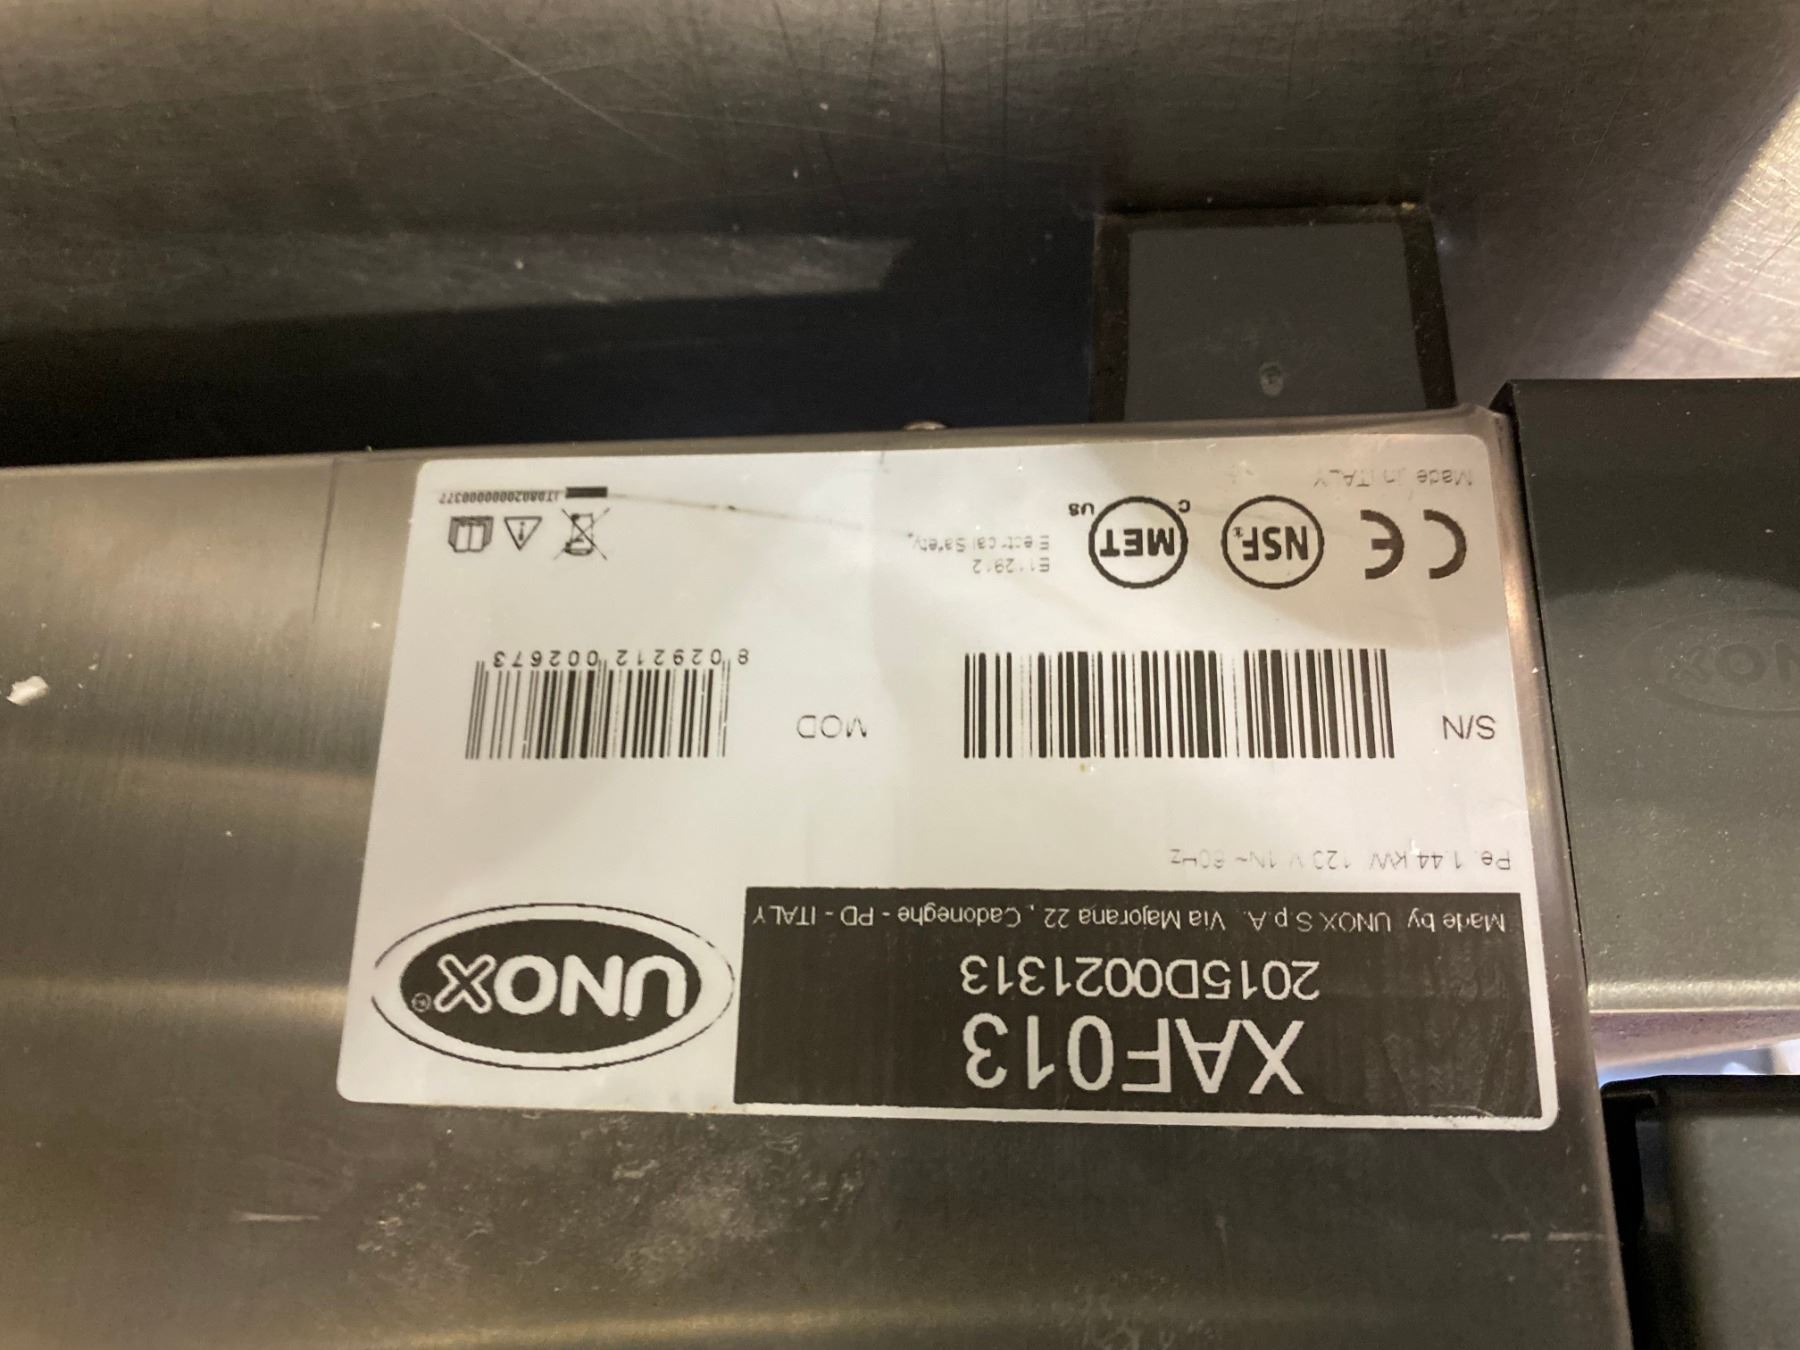 XAF013
2015D0021313
Made by UNOX S.p.A. Via Majorana 22, Cadoneghe - PD - ITALY
UNOX®
Pe. 1.44 kW 120 V 1N~ 60Hz
S/N
MOD
8 029212 002673
CE
NSF®
C MET US
E112912
Electrical Safety
Made in ITALY
IT08020000000377